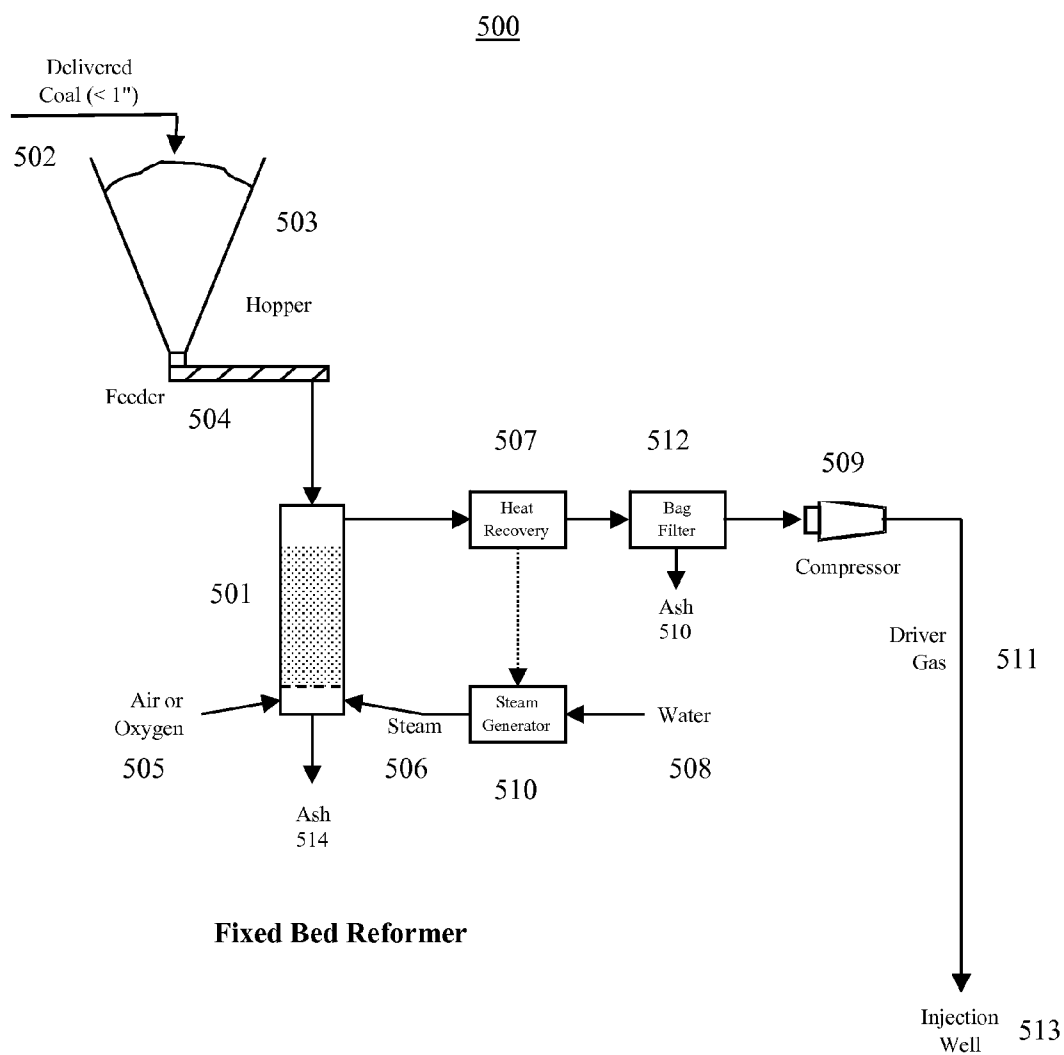 500
Delivered
Coal (< 1")
502
503
Hopper
Feeder
504
507
512
509
Heat
Recovery
Bag
Filter
Compressor
501
Ash
510
Driver
Gas
511
Air or
Oxygen
505
Steam
506
Steam
Generator
510
Water
508
Ash
514
Fixed Bed Reformer
Injection
Well
513